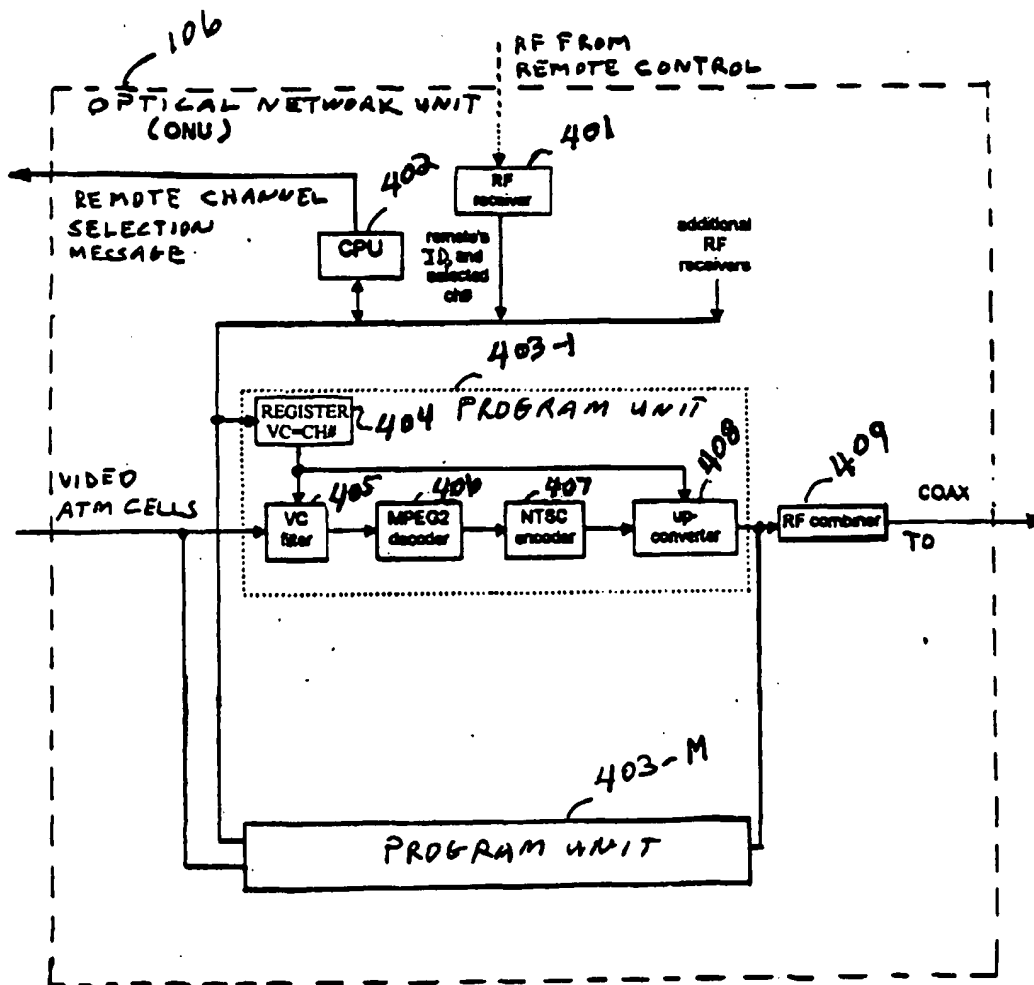 106
RF FROM
REMOTE CONTROL
OPTICAL NETWORK UNIT
(ONU)
401
402
RF
receiver
REMOTE CHANNEL
SELECTION
MESSAGE
CPU
remote's
ID, and
selected
ch#
additional
RF
receivers
403-1
REGISTER
VC=CH#
404
PROGRAM UNIT
408
409
VIDEO
ATM CELLS
405
406
407
VC
filter
MPEG2
decoder
NTSC
encoder
up-
converter
RF combiner
COAX
TO
403-M
PROGRAM UNIT